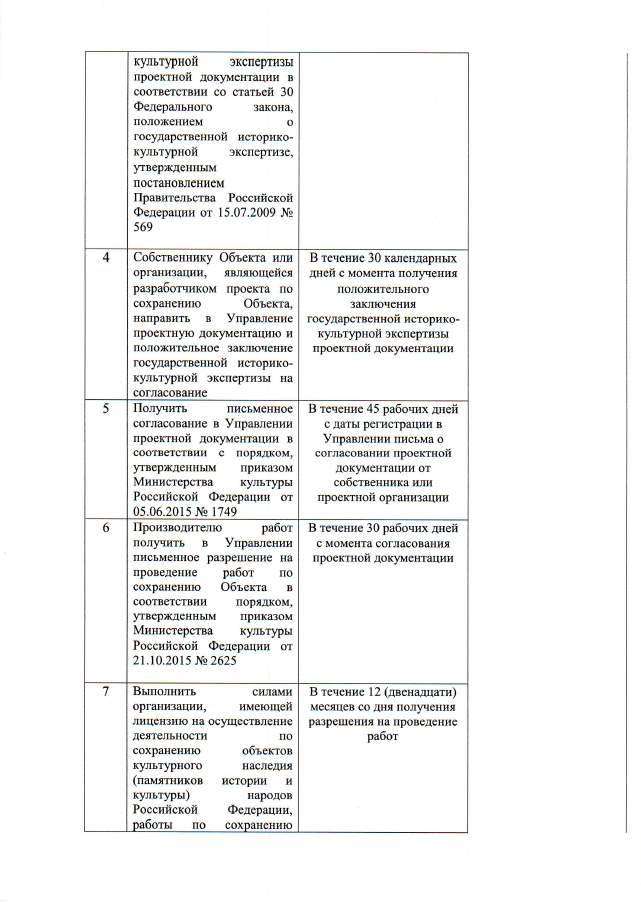 культурной экспертизы
проектной документации в
соответствии со статьей 30
Федерального закона,
положением о
государственной историко-
культурной экспертизе,
утвержденным
постановлением
Правительства Российской
Федерации от 15.07.2009 №
569
4
Собственнику Объекта или
организации, являющейся
разработчиком проекта по
сохранению Объекта,
направить в Управление
проектную документацию и
положительное заключение
государственной историко-
культурной экспертизы на
согласование
В течение 30 календарных
дней с момента получения
положительного
заключения
государственной историко-
культурной экспертизы
проектной документации
5
Получить письменное
согласование в Управлении
проектной документации в
соответствии с порядком,
утвержденным приказом
Министерства культуры
Российской Федерации от
05.06.2015 № 1749
В течение 45 рабочих дней
с даты регистрации в
Управлении письма о
согласовании проектной
документации от
собственника или
проектной организации
6
Производителю работ
получить в Управлении
письменное разрешение на
проведение работ по
сохранению Объекта в
соответствии порядком,
утвержденным приказом
Министерства культуры
Российской Федерации от
21.10.2015 № 2625
В течение 30 рабочих дней
с момента согласования
проектной документации
7
Выполнить силами
организации, имеющей
лицензию на осуществление
деятельности по
сохранению объектов
культурного наследия
(памятников истории и
культуры) народов
Российской Федерации,
работы по сохранению
В течение 12 (двенадцати)
месяцев со дня получения
разрешения на проведение
работ